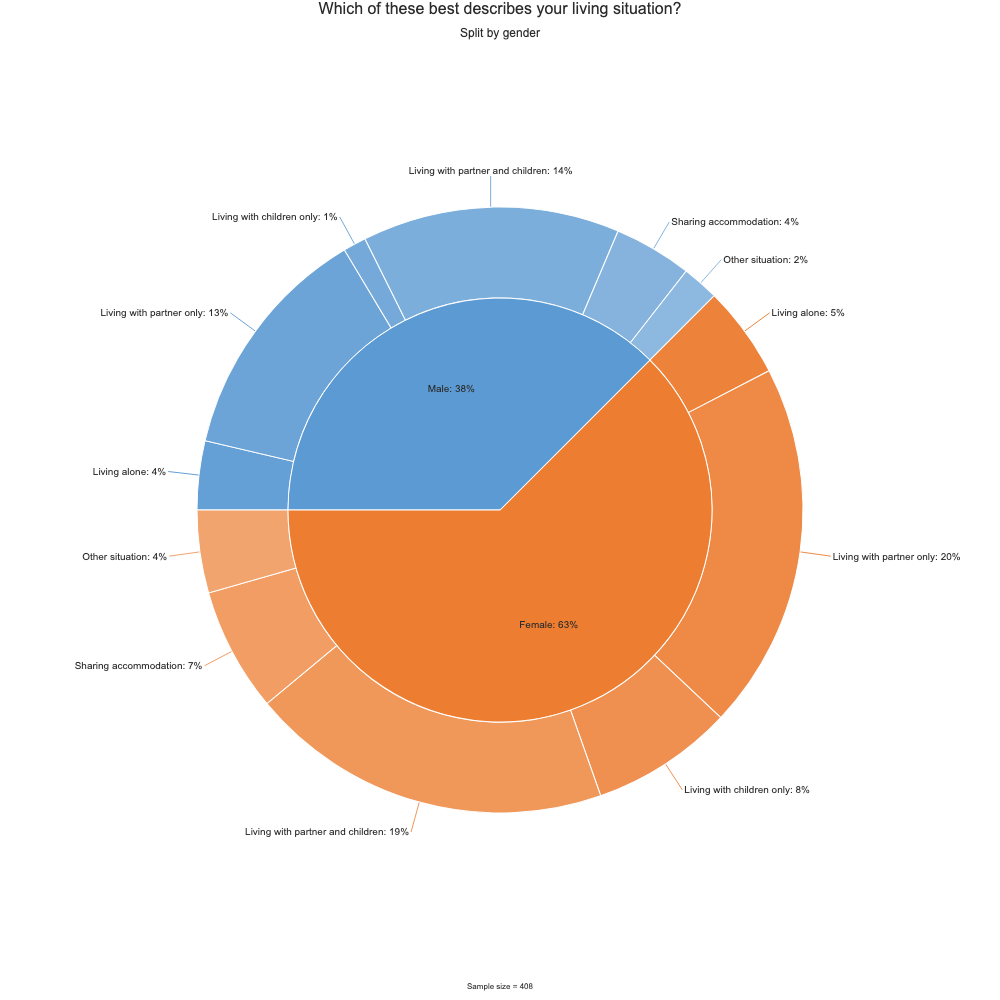 Which of these best describes your living situation?
Split by gender
Living with partner and children: 14%
Living with children only: 1%
Sharing accommodation: 4%
Other situation: 2%
Living with partner only: 13%
Living alone: 5%
Male: 38%
Living alone: 4%
Other situation: 4%
Living with partner only: 20%
Female: 63%
Sharing accommodation: 7%
Living with children only: 8%
Living with partner and children: 19%
Sample size = 408